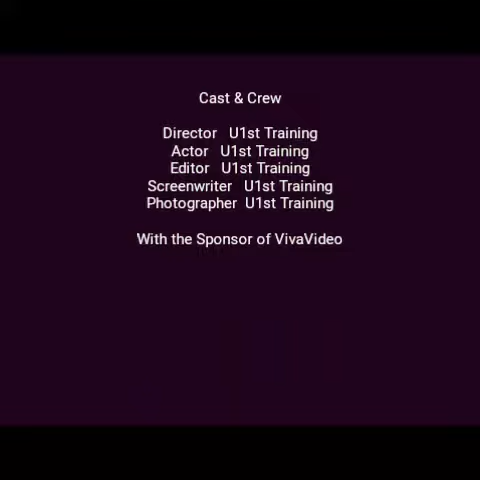 Cast & Crew
Director U1st Training
Actor U1st Training
Editor U1st Training
Screenwriter U1st Training
Photographer U1st Training
With the Sponsor of VivaVideo